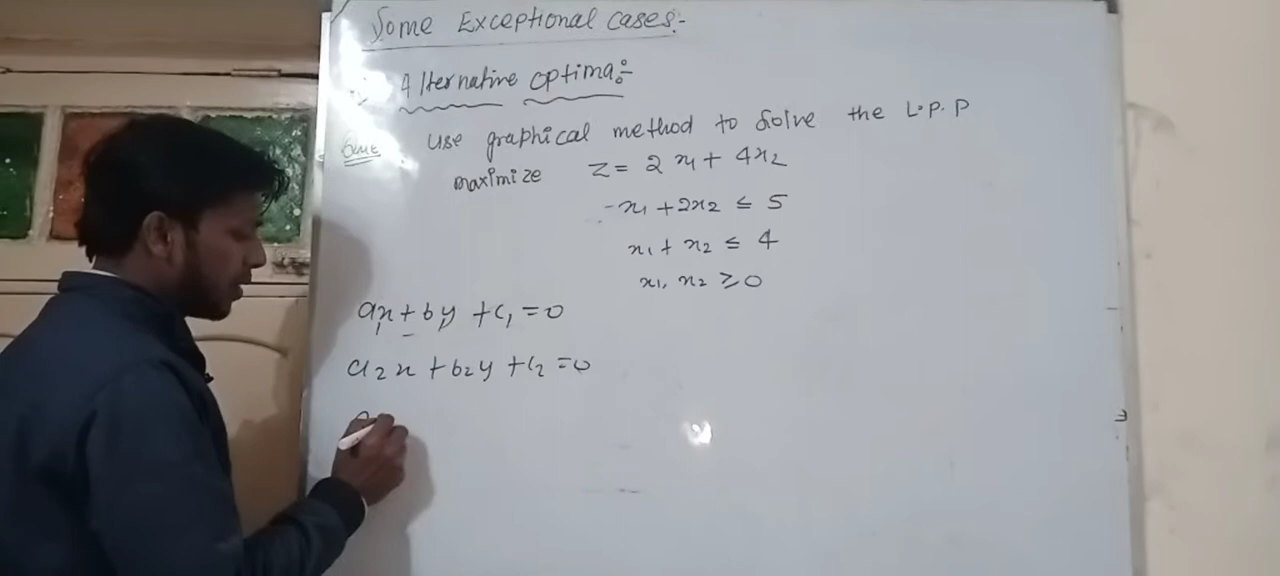 Some Exceptional Cases:-
Alternative optima:-
Use graphical method to Solve the L.P.P
maximize Z = 2x₁ + 4x₂
-x₁ + 2x₂ ≤ 5
x₁ + x₂ ≤ 4
x₁, x₂ ≥ 0
a₁x + b₁y + c₁ = 0
a₂x + b₂y + c₂ = 0